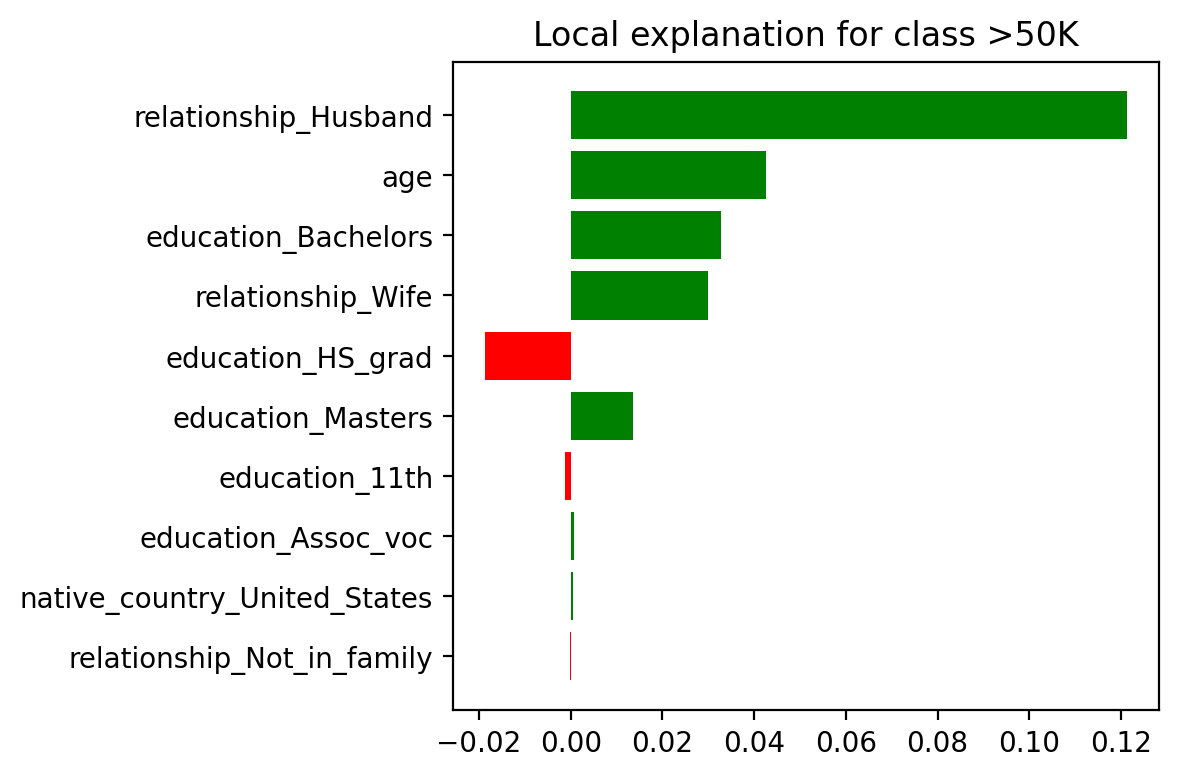 Local explanation for class >50K
relationship_Husband
age
education_Bachelors
relationship_Wife
education_HS_grad
education_Masters
education_11th
education_Assoc_voc
native_country_United_States
relationship_Not_in_family
−0.02 0.00 0.02 0.04 0.06 0.08 0.10 0.12